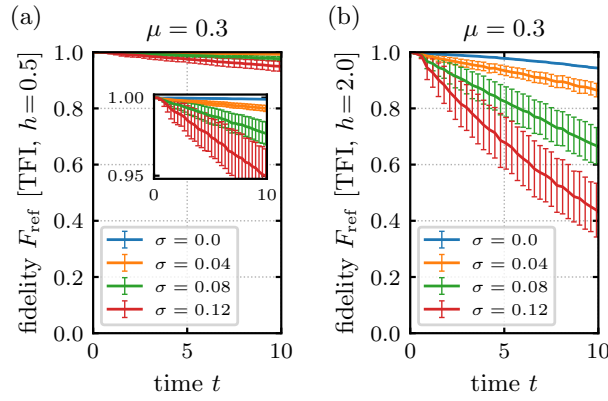 (a)
μ = 0.3
fidelity F_ref [TFI, h=0.5]
1.0
0.8
0.6
0.4
0.2
0.0
1.00
0.95
0
10
σ = 0.0
σ = 0.04
σ = 0.08
σ = 0.12
0
5
10
time t
(b)
μ = 0.3
fidelity F_ref [TFI, h=2.0]
1.0
0.8
0.6
0.4
0.2
0.0
σ = 0.0
σ = 0.04
σ = 0.08
σ = 0.12
0
5
10
time t